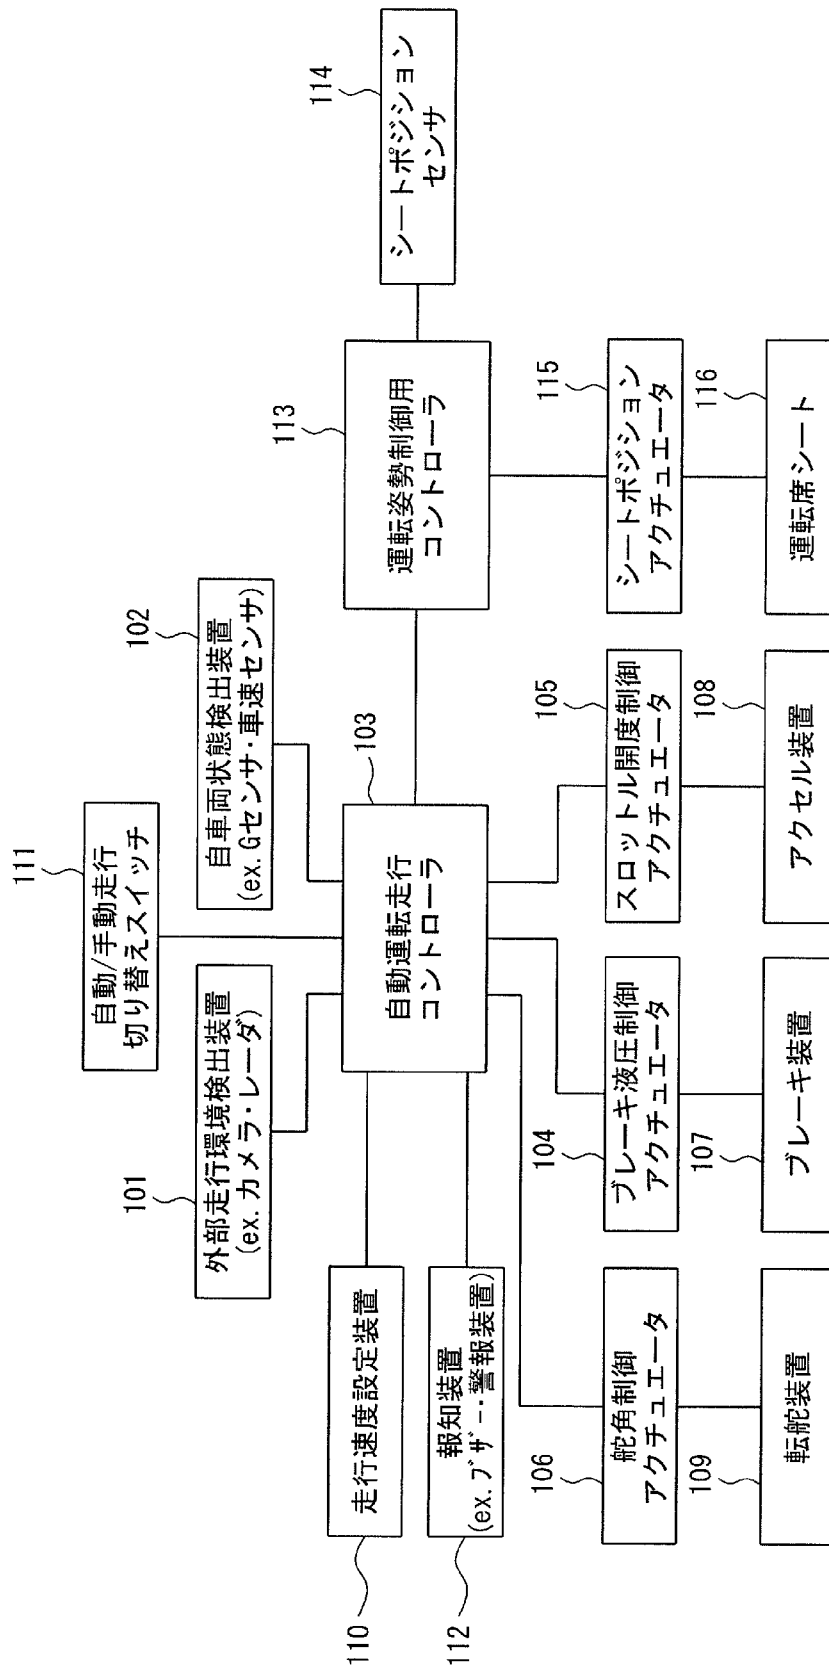 111
自動/手動走行
切り替えスイッチ
101
外部走行環境検出装置
(ex. カメラ・レーダ)
102
自車両状態検出装置
(ex.Gセンサ・車速センサ)
103
自動運転走行
コントローラ
113
運転姿勢制御用
コントローラ
114
シートポジション
センサ
110
走行速度設定装置
112
報知装置
(ex.ブザー・警報装置)
106
舵角制御
アクチュエータ
104
ブレーキ液圧制御
アクチュエータ
105
スロットル開度制御
アクチュエータ
115
シートポジション
アクチュエータ
109
転舵装置
107
ブレーキ装置
108
アクセル装置
116
運転席シート